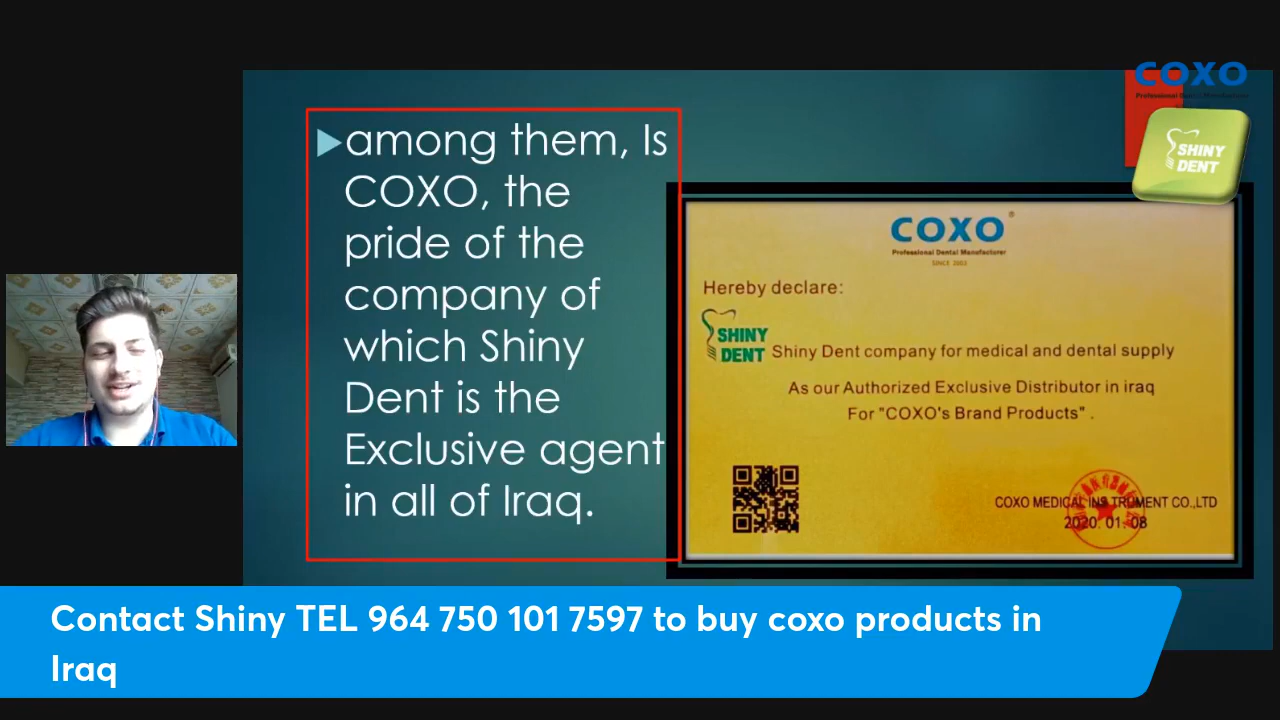 among them, Is
COXO, the
pride of the
company of
which Shiny
Dent is the
Exclusive agent
in all of Iraq.
COXO
SHINY
DENT
COXO®
Professional Dental Manufacturer
SINCE 2003
Hereby declare:
SHINY
DENT
Shiny Dent company for medical and dental supply
As our Authorized Exclusive Distributor in iraq
For "COXO's Brand Products" .
COXO MEDICAL INSTRUMENT CO.,LTD
2020. 01. 08
Contact Shiny TEL 964 750 101 7597 to buy coxo products in
Iraq